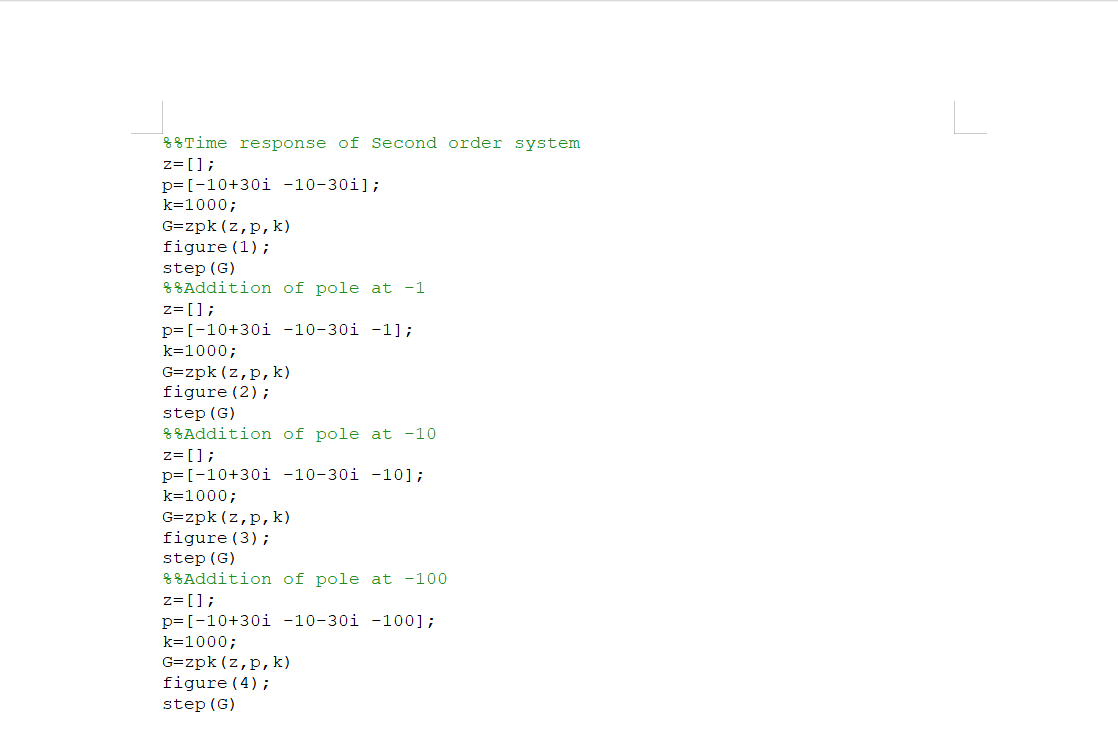 %%Time response of Second order system
z=[];
p=[-10+30i -10-30i];
k=1000;
G=zpk(z,p,k)
figure(1);
step(G)
%%Addition of pole at -1
z=[];
p=[-10+30i -10-30i -1];
k=1000;
G=zpk(z,p,k)
figure(2);
step(G)
%%Addition of pole at -10
z=[];
p=[-10+30i -10-30i -10];
k=1000;
G=zpk(z,p,k)
figure(3);
step(G)
%%Addition of pole at -100
z=[];
p=[-10+30i -10-30i -100];
k=1000;
G=zpk(z,p,k)
figure(4);
step(G)